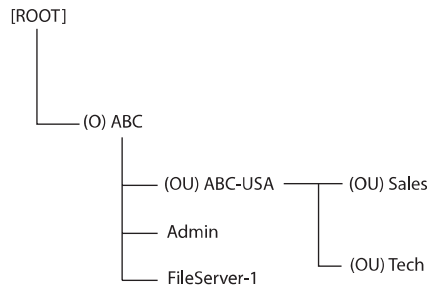 [ROOT]
(O) ABC
(OU) ABC-USA
(OU) Sales
Admin
(OU) Tech
FileServer-1